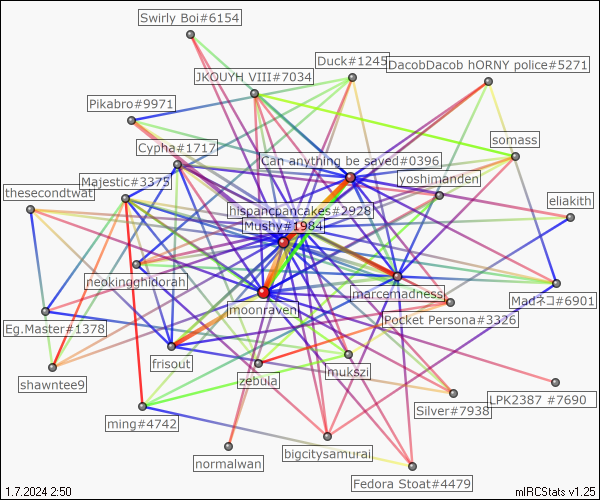 Swirly Boi#6154
Duck#1245
DacobDacob hORNY police#5271
JKOUYH VIII#7034
Pikabro#9971
somass
Cypha#1717
Can anything be saved#0396
Majestic#3375
yoshimanden
thesecondtwat
eliakith
hispancpancakes#2928
Mushy#1984
neokingghidorah
marcemadness
Madネコ#6901
moonraven
Pocket Persona#3326
Eg.Master#1378
frisout
mukszi
zebula
shawntee9
LPK2387 #7690
Silver#7938
ming#4742
bigcitysamurai
normalwan
Fedora Stoat#4479
1.7.2024 2:50
mIRCStats v1.25